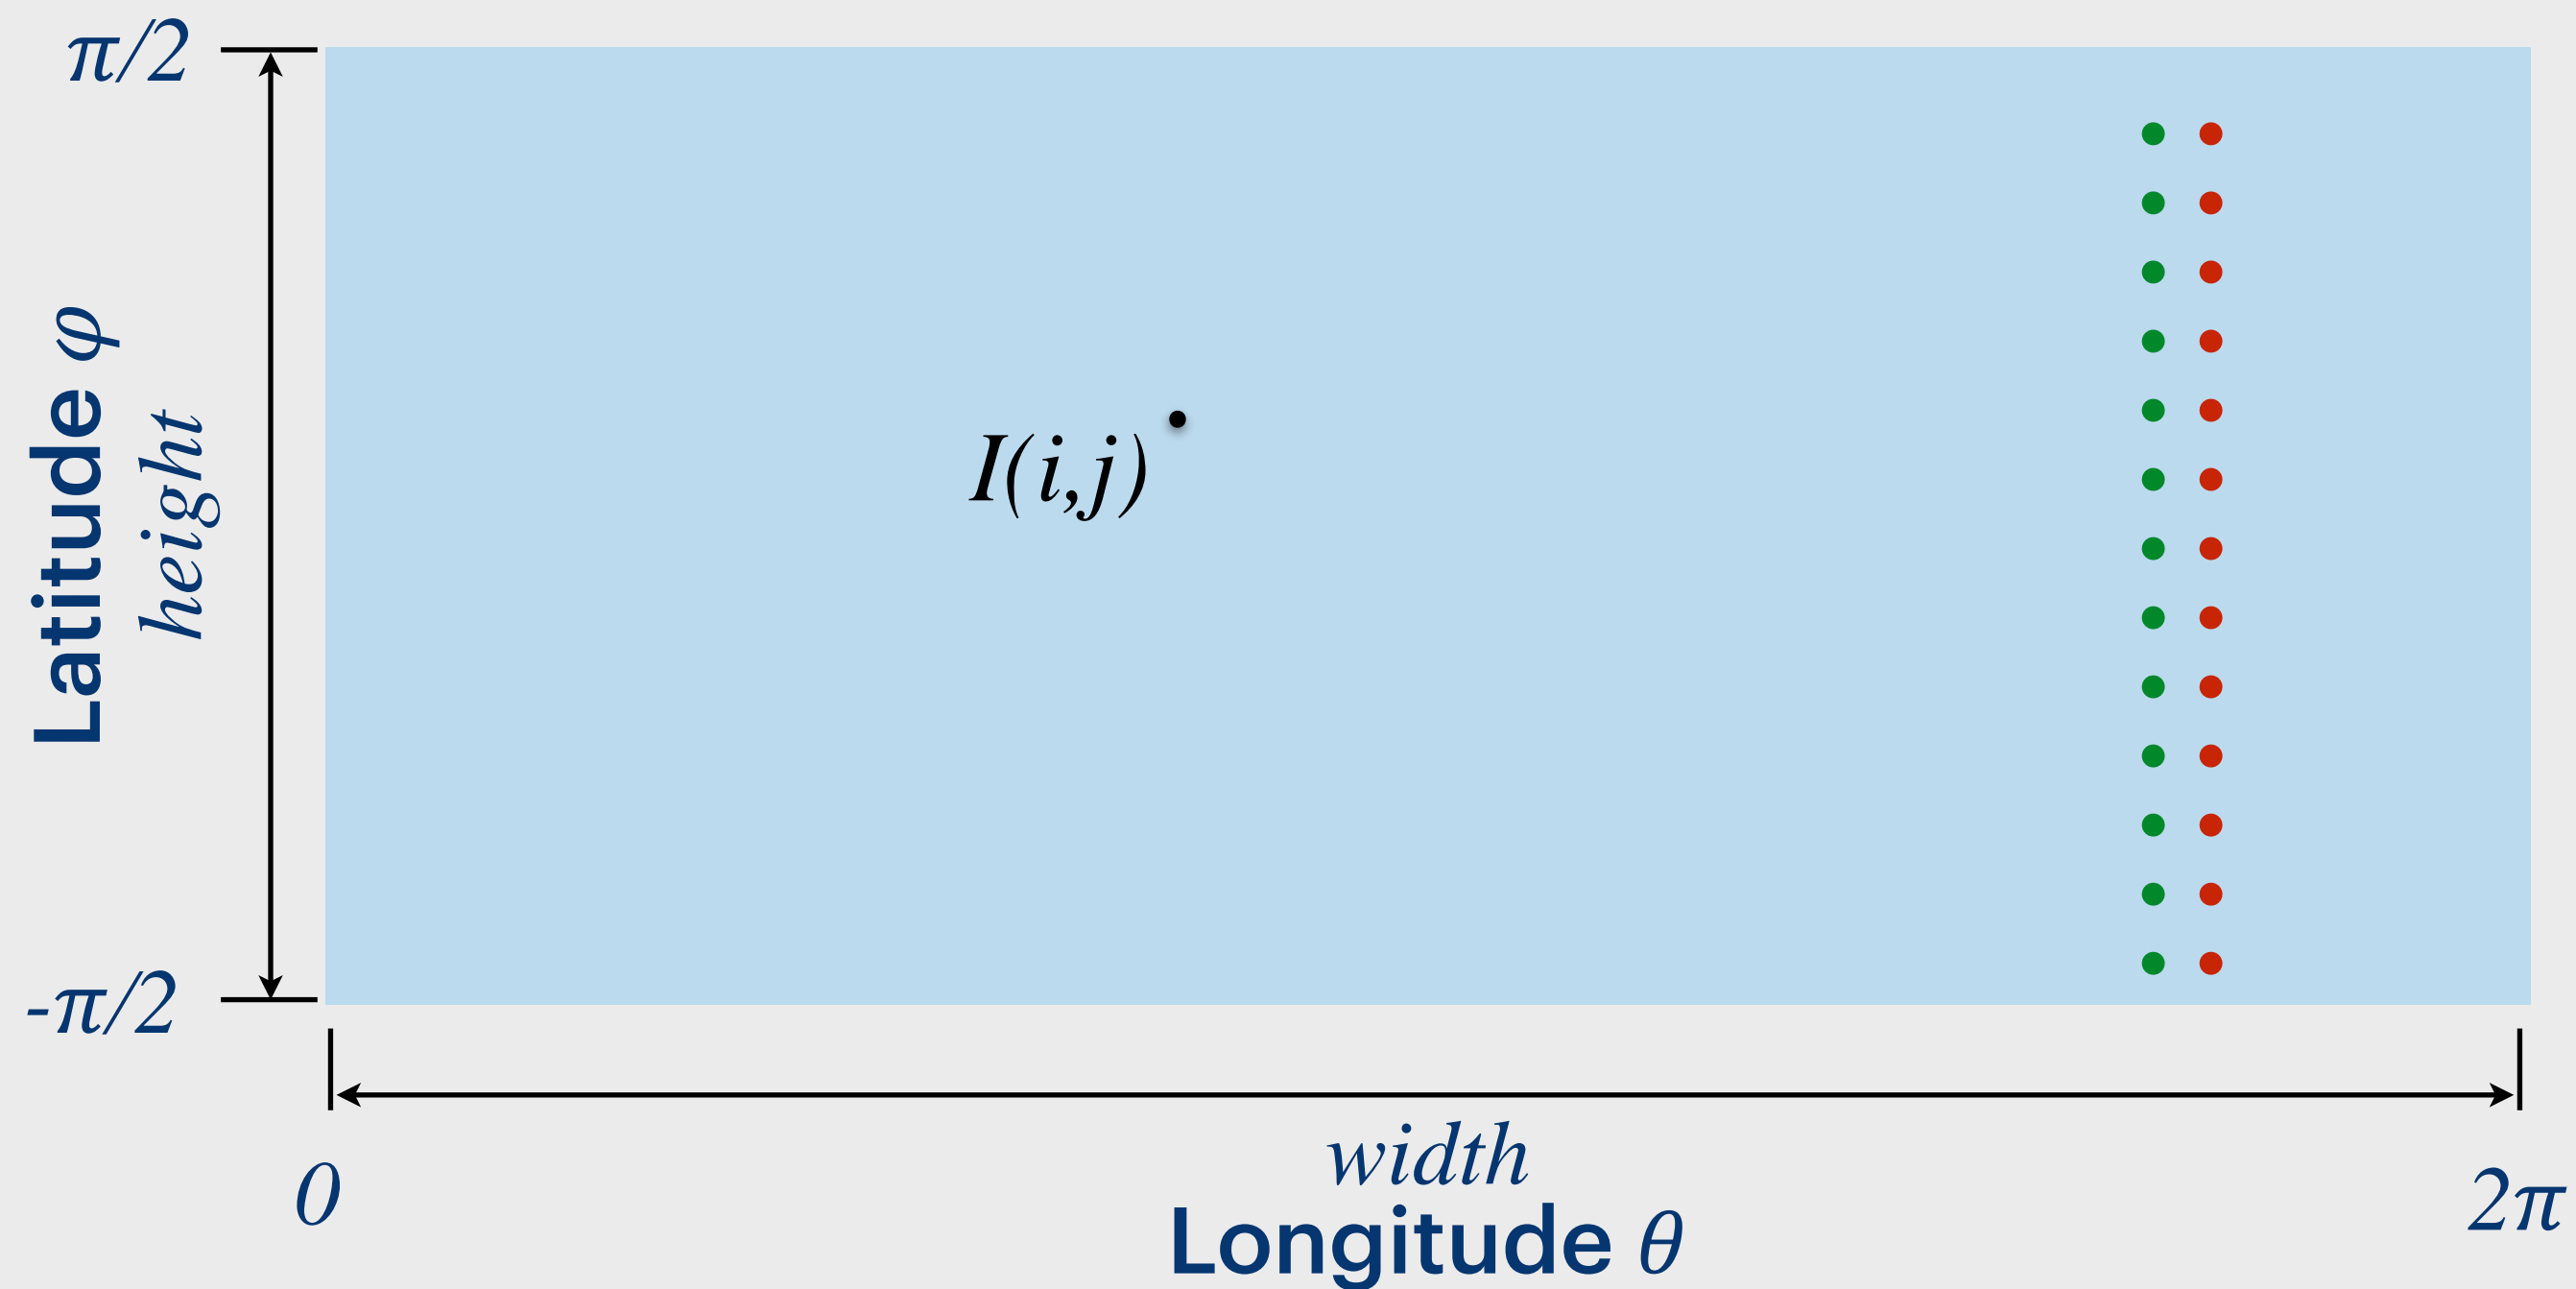 π/2
Latitude φ
height
I(i,j)
-π/2
0
width
2π
Longitude θ